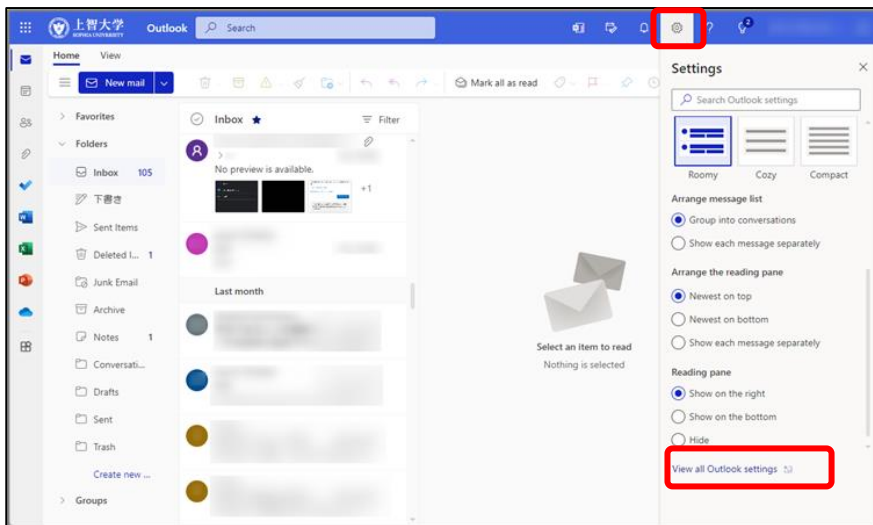 上智大学
SOPHIA UNIVERSITY
Outlook
Search
2
Home View
New mail
Mark all as read
Favorites
Folders
Inbox 105
下書き
Sent Items
Deleted I... 1
Junk Email
Archive
Notes 1
Conversati...
Drafts
Sent
Trash
Create new ...
Groups
Inbox ★ Filter
R
No preview is available.
+1
Last month
Select an item to read
Nothing is selected
Settings
Search Outlook settings
Roomy Cozy Compact
Arrange message list
Group into conversations
Show each message separately
Arrange the reading pane
Newest on top
Newest on bottom
Show each message separately
Reading pane
Show on the right
Show on the bottom
Hide
View all Outlook settings